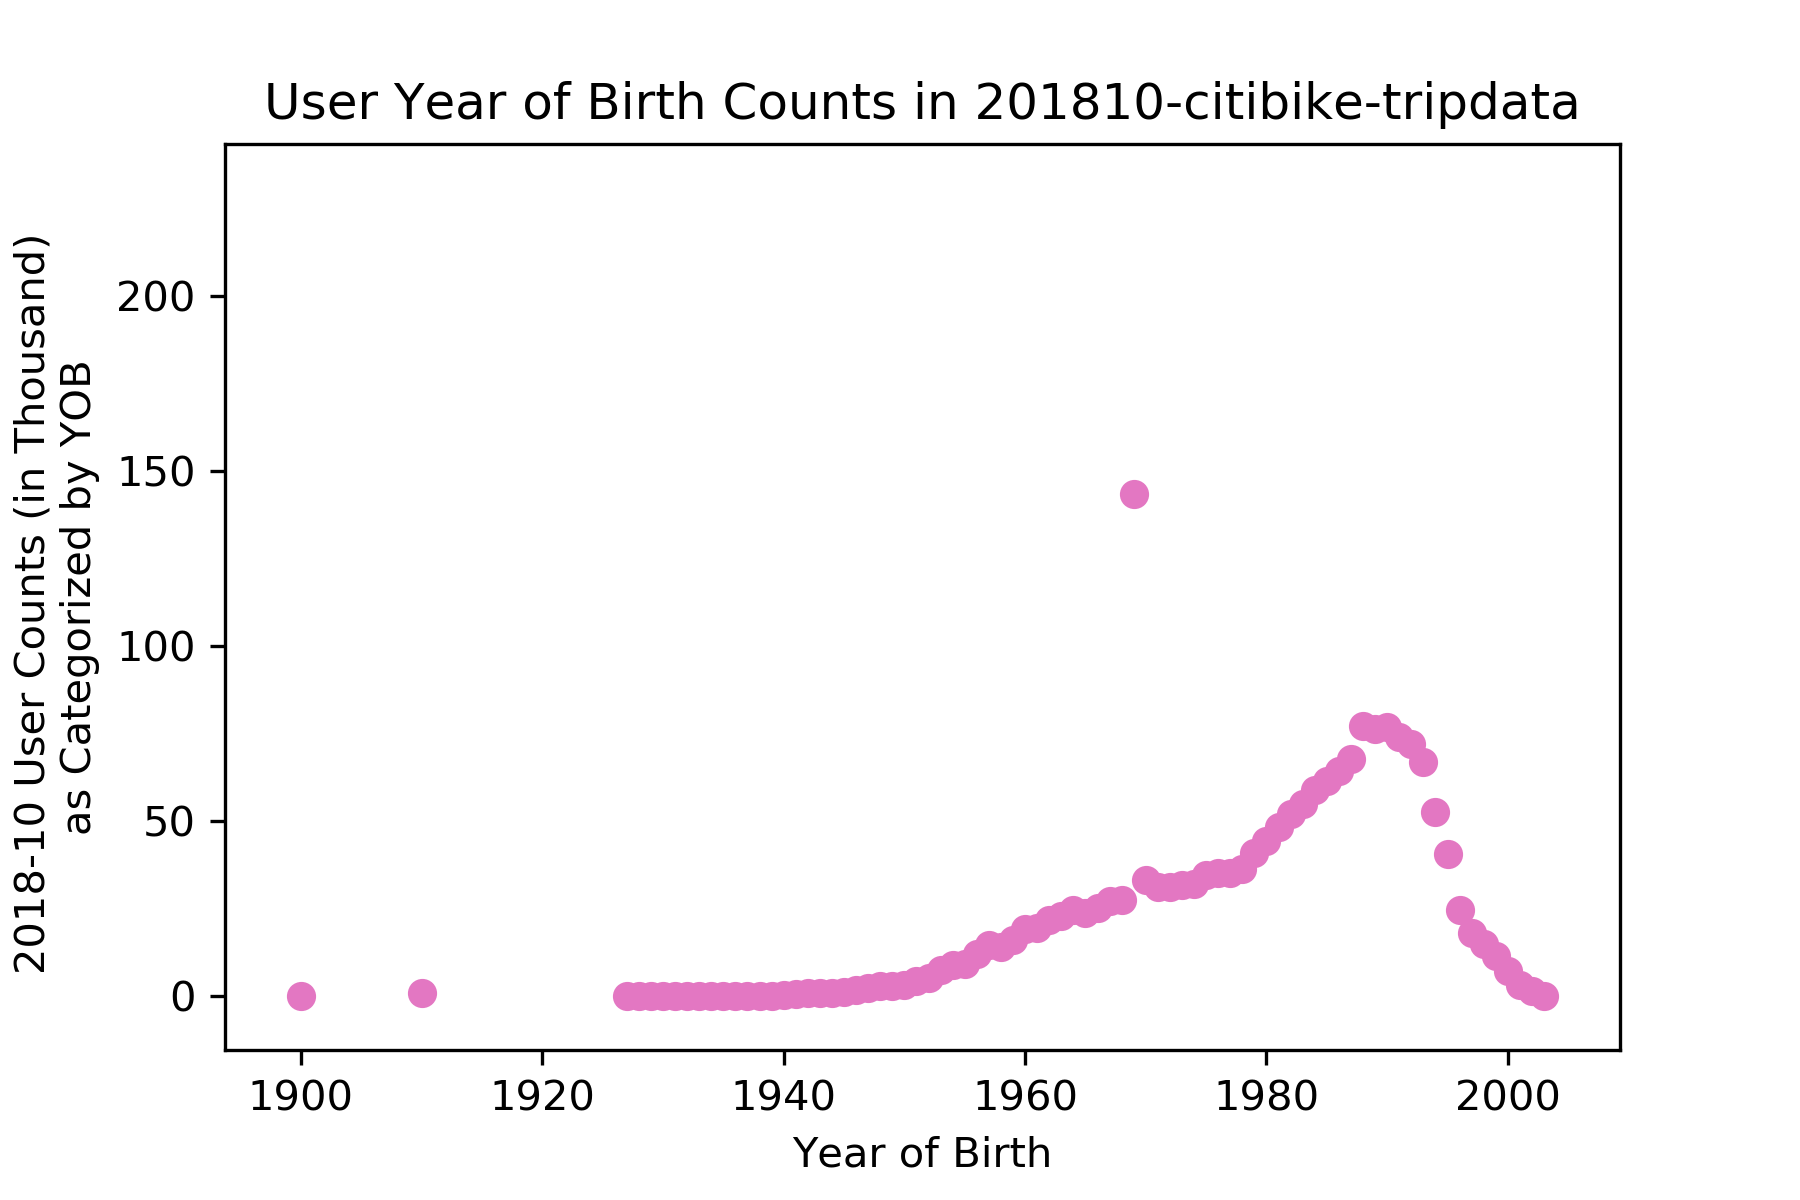 User Year of Birth Counts in 201810-citibike-tripdata
2018-10 User Counts (in Thousand)
as Categorized by YOB
200
150
100
50
0
1900 1920 1940 1960 1980 2000
Year of Birth